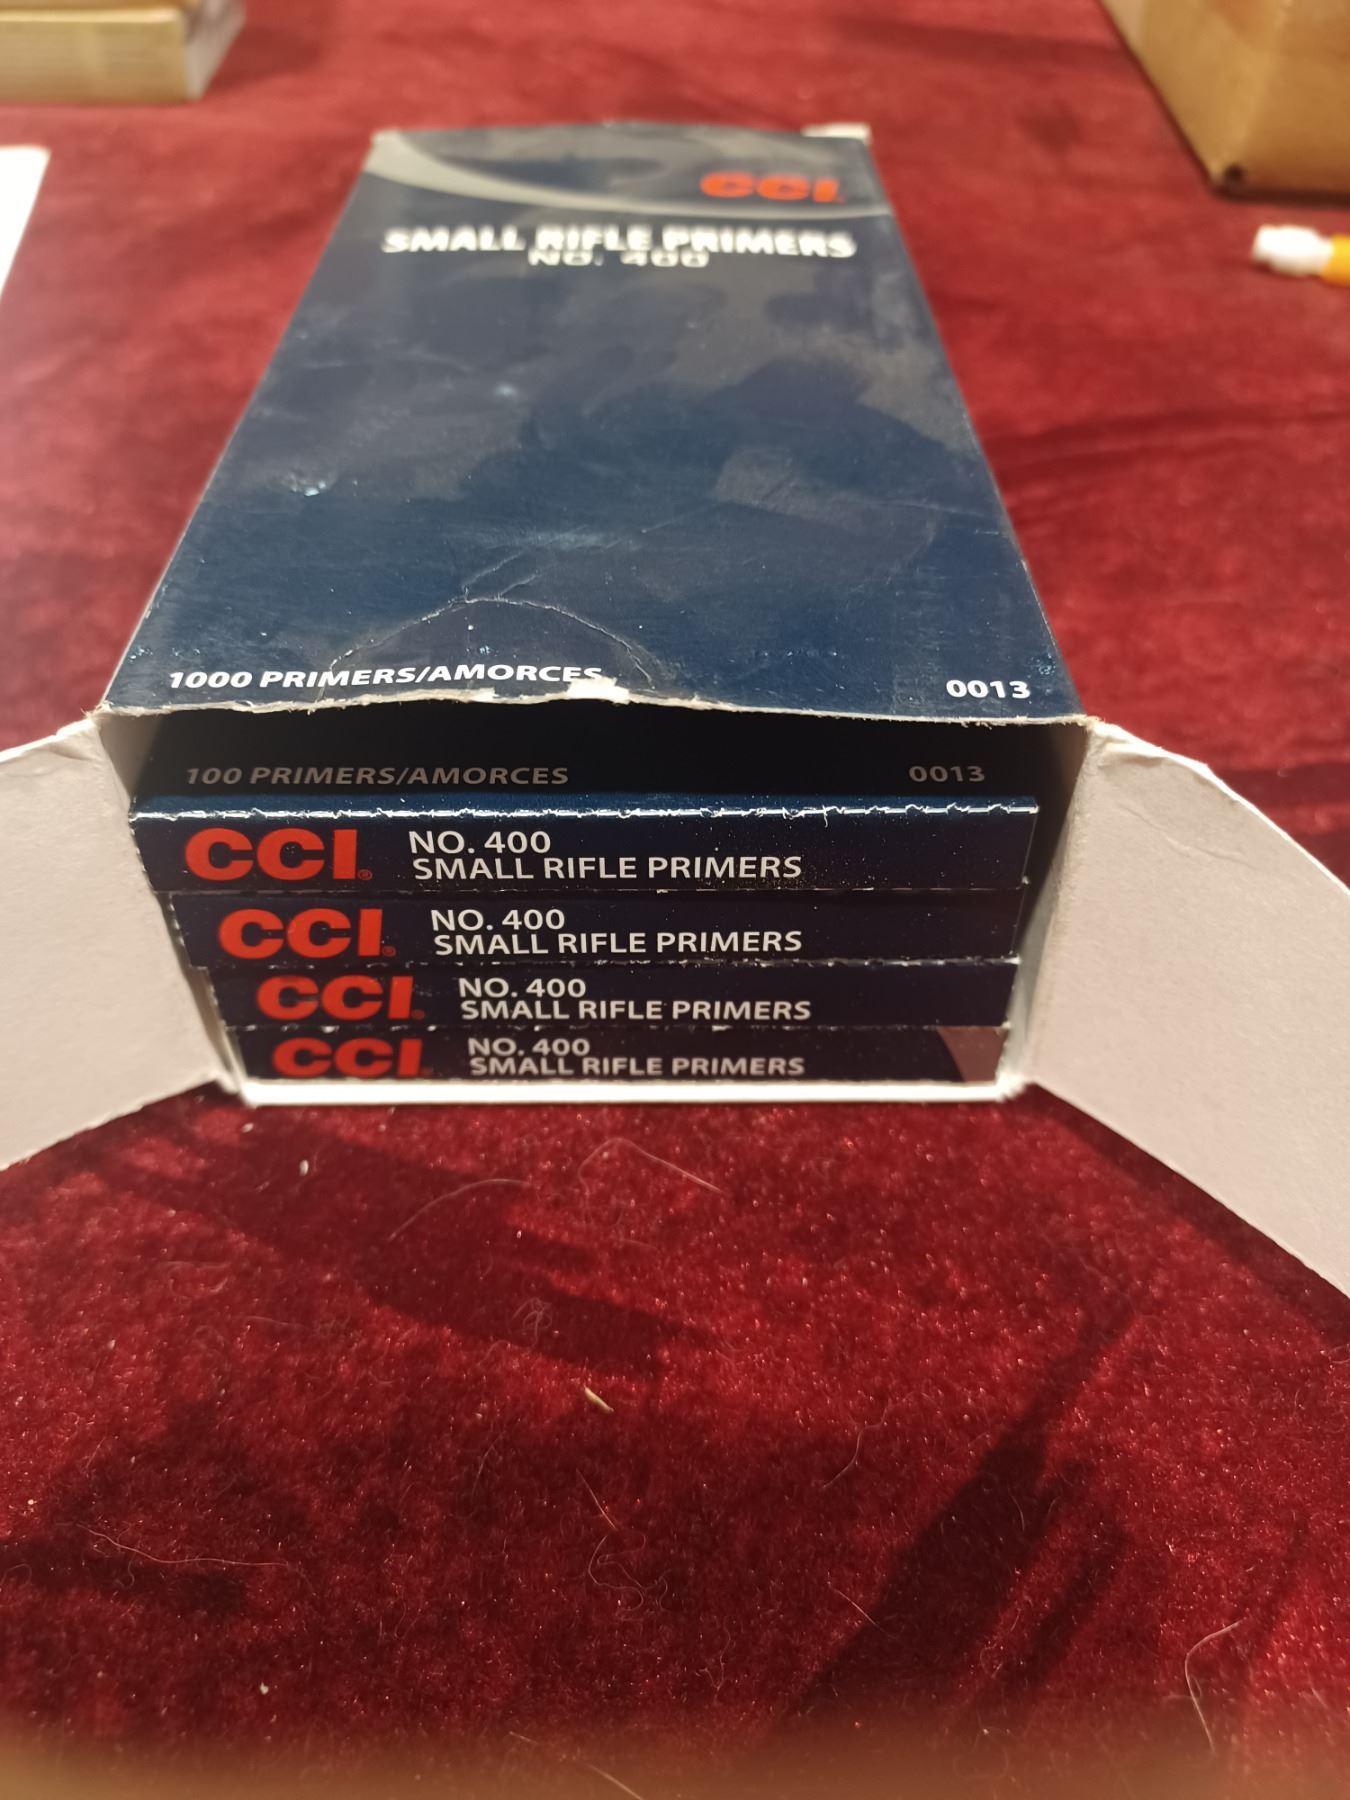 CCI.
SMALL RIFLE PRIMERS
NO. 400
1000 PRIMERS/AMORCES 0013
100 PRIMERS/AMORCES 0013
CCI® NO. 400
SMALL RIFLE PRIMERS
CCI® NO. 400
SMALL RIFLE PRIMERS
CCI® NO. 400
SMALL RIFLE PRIMERS
CCI® NO. 400
SMALL RIFLE PRIMERS